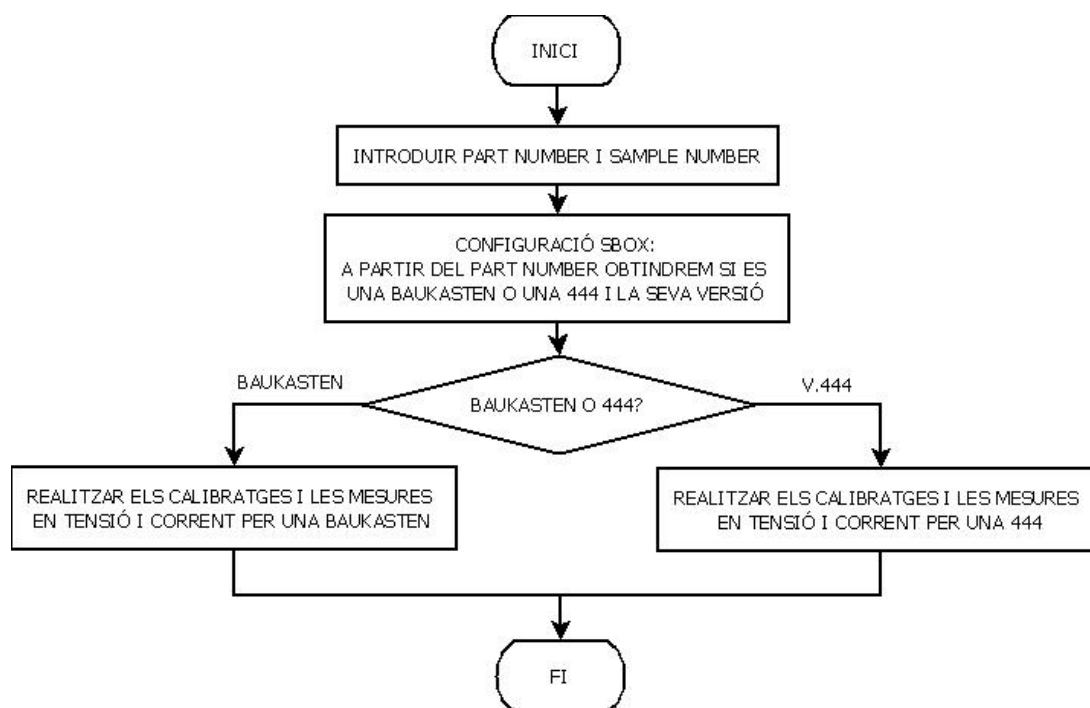 INICI
INTRODUIR PART NUMBER I SAMPLE NUMBER
CONFIGURACIÓ SBOX:
A PARTIR DEL PART NUMBER OBTINDREM SI ES
UNA BAUKASTEN O UNA 444 I LA SEVA VERSIÓ
BAUKASTEN
BAUKASTEN O 444?
V.444
REALITZAR ELS CALIBRATGES I LES MESURES
EN TENSIÓ I CORRENT PER UNA BAUKASTEN
REALITZAR ELS CALIBRATGES I LES MESURES
EN TENSIÓ I CORRENT PER UNA 444
FI